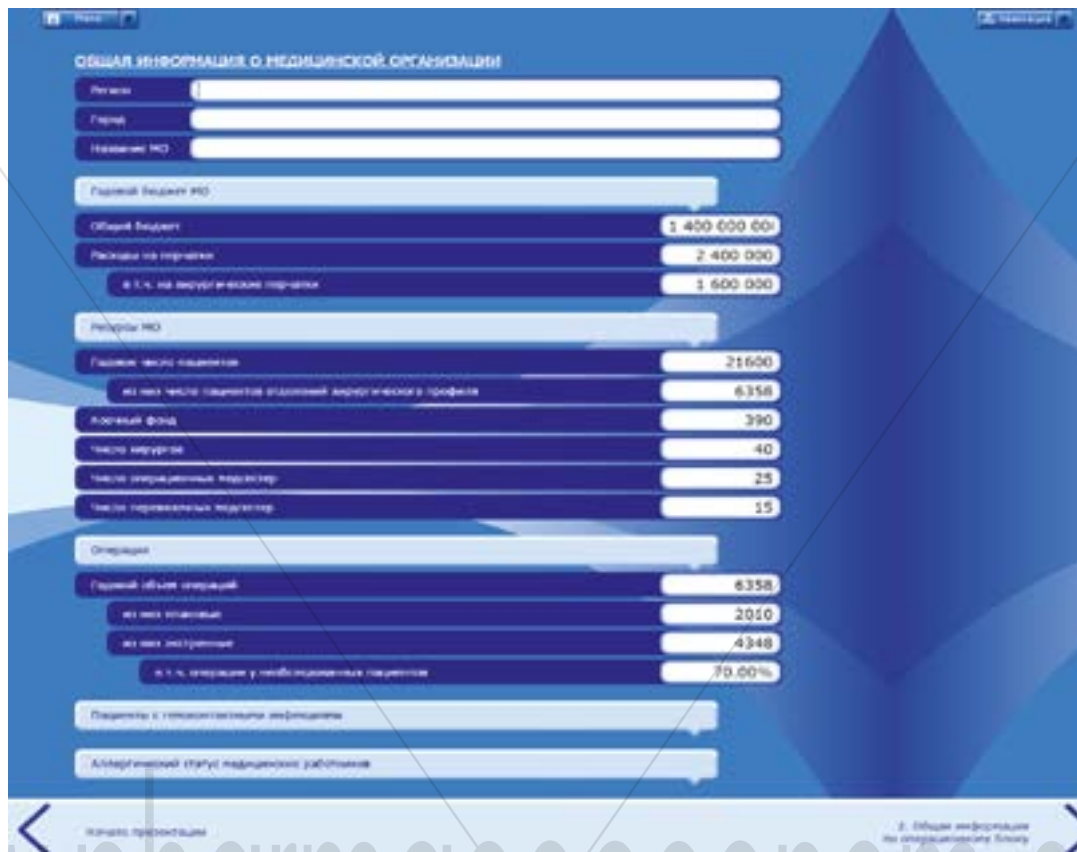 Меню
Навигация
ОБЩАЯ ИНФОРМАЦИЯ О МЕДИЦИНСКОЙ ОРГАНИЗАЦИИ
Регион
Город
Название МО
Годовой бюджет МО
Общий бюджет 1 400 000 00
Расходы на перчатки 2 400 000
в т.ч. на хирургические перчатки 1 600 000
Ресурсы МО
Годовое число пациентов 21600
из них число пациентов отделений хирургического профиля 6358
Коечный фонд 390
Число хирургов 40
Число операционных медсестер 25
Число перевязочных медсестер 15
Операции
Годовой объем операций 6358
из них плановые 2010
из них экстренные 4348
в т.ч. операции у необследованных пациентов 70.00%
Пациенты с гемоконтактными инфекциями
Аллергический статус медицинских работников
Начало презентации
2. Общая информация
по операционному блоку